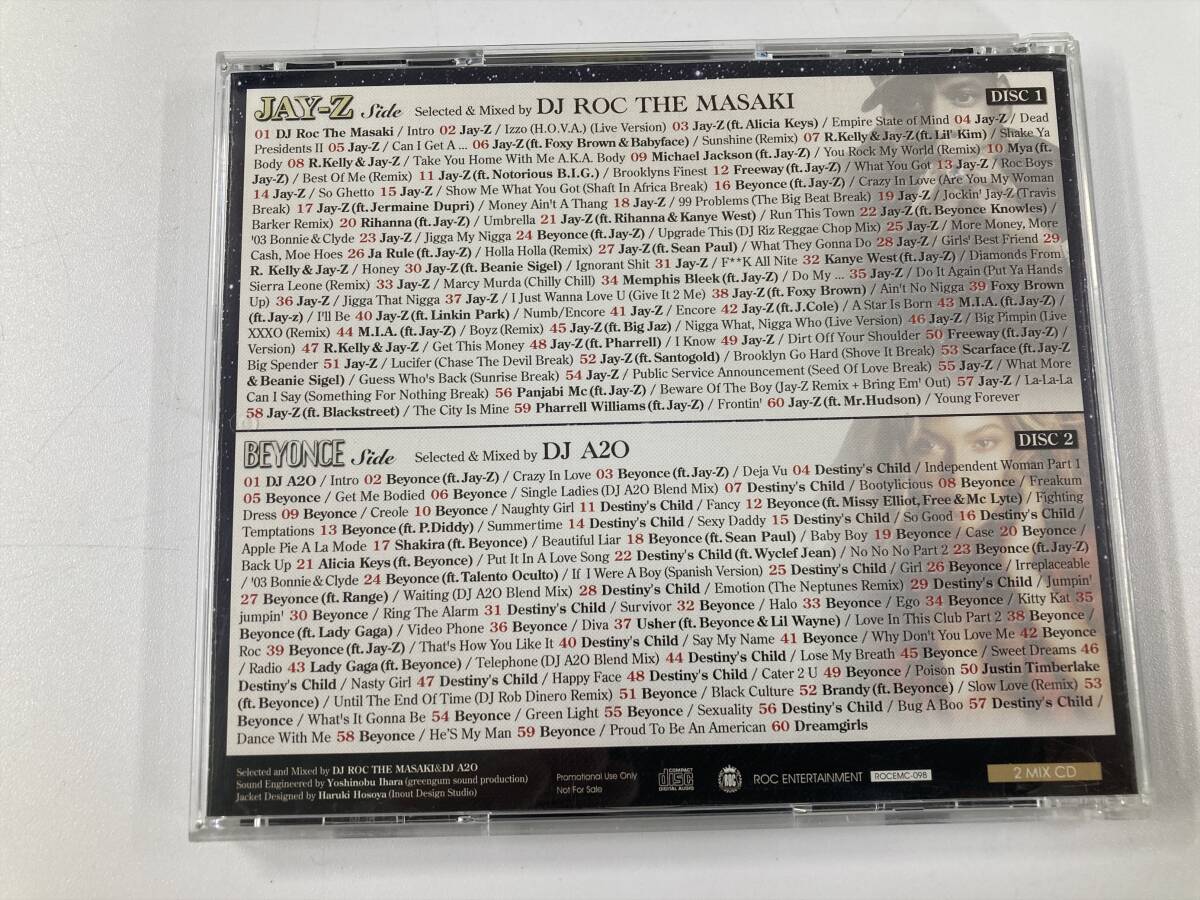 JAY-Z Side Selected & Mixed by DJ ROC THE MASAKI DISC 1
01 DJ Roc The Masaki / Intro 02 Jay-Z / Izzo (H.O.V.A.) (Live Version) 03 Jay-Z (ft. Alicia Keys) / Empire State of Mind 04 Jay-Z / Dead
Presidents II 05 Jay-Z / Can I Get A ... 06 Jay-Z (ft. Foxy Brown & Babyface) / Sunshine (Remix) 07 R.Kelly & Jay-Z (ft. Lil' Kim) / Shake Ya
Body 08 R.Kelly & Jay-Z / Take You Home With Me A.K.A. Body 09 Michael Jackson (ft. Jay-Z) / You Rock My World (Remix) 10 Mya (ft.
Jay-Z) / Best Of Me (Remix) 11 Jay-Z (ft. Notorious B.I.G.) / Brooklyns Finest 12 Freeway (ft. Jay-Z) / What You Got 13 Jay-Z / Roc Boys
14 Jay-Z / So Ghetto 15 Jay-Z / Show Me What You Got (Shaft In Africa Break) 16 Beyonce (ft. Jay-Z) / Crazy In Love (Are You My Woman
Break) 17 Jay-Z (ft. Jermaine Dupri) / Money Ain't A Thang 18 Jay-Z / 99 Problems (The Big Beat Break) 19 Jay-Z / Jockin' Jay-Z (Travis
Barker Remix) 20 Rihanna (ft. Jay-Z) / Umbrella 21 Jay-Z (ft. Rihanna & Kanye West) / Run This Town 22 Jay-Z (ft. Beyonce Knowles) /
'03 Bonnie & Clyde 23 Jay-Z / Jigga My Nigga 24 Beyonce (ft. Jay-Z) / Upgrade This (DJ Riz Reggae Chop Mix) 25 Jay-Z / More Money, More
Cash, Moe Hoes 26 Ja Rule (ft. Jay-Z) / Holla Holla (Remix) 27 Jay-Z (ft. Sean Paul) / What They Gonna Do 28 Jay-Z / Girls' Best Friend 29
R. Kelly & Jay-Z / Honey 30 Jay-Z (ft. Beanie Sigel) / Ignorant Shit 31 Jay-Z / F**K All Nite 32 Kanye West (ft. Jay-Z) / Diamonds From
Sierra Leone (Remix) 33 Jay-Z / Marcy Murda (Chilly Chill) 34 Memphis Bleek (ft. Jay-Z) / Do My ... 35 Jay-Z / Do It Again (Put Ya Hands
Up) 36 Jay-Z / Jigga That Nigga 37 Jay-Z / I Just Wanna Love U (Give It 2 Me) 38 Jay-Z (ft. Foxy Brown) / Ain't No Nigga 39 Foxy Brown
(ft. Jay-z) / I'll Be 40 Jay-Z (ft. Linkin Park) / Numb/Encore 41 Jay-Z / Encore 42 Jay-Z (ft. J.Cole) / A Star Is Born 43 M.I.A. (ft. Jay-Z) /
XXXO (Remix) 44 M.I.A. (ft. Jay-Z) / Boyz (Remix) 45 Jay-Z (ft. Big Jaz) / Nigga What, Nigga Who (Live Version) 46 Jay-Z / Big Pimpin (Live
Version) 47 R.Kelly & Jay-Z / Get This Money 48 Jay-Z (ft. Pharrell) / I Know 49 Jay-Z / Dirt Off Your Shoulder 50 Freeway (ft. Jay-Z) /
Big Spender 51 Jay-Z / Lucifer (Chase The Devil Break) 52 Jay-Z (ft. Santogold) / Brooklyn Go Hard (Shove It Break) 53 Scarface (ft. Jay-Z
& Beanie Sigel) / Guess Who's Back (Sunrise Break) 54 Jay-Z / Public Service Announcement (Seed Of Love Break) 55 Jay-Z / What More
Can I Say (Something For Nothing Break) 56 Panjabi Mc (ft. Jay-Z) / Beware Of The Boy (Jay-Z Remix + Bring Em' Out) 57 Jay-Z / La-La-La
58 Jay-Z (ft. Blackstreet) / The City Is Mine 59 Pharrell Williams (ft. Jay-Z) / Frontin' 60 Jay-Z (ft. Mr.Hudson) / Young Forever
BEYONCE Side Selected & Mixed by DJ A2O DISC 2
01 DJ A2O / Intro 02 Beyonce (ft. Jay-Z) / Crazy In Love 03 Beyonce (ft. Jay-Z) / Deja Vu 04 Destiny's Child / Independent Woman Part 1
05 Beyonce / Get Me Bodied 06 Beyonce / Single Ladies (DJ A2O Blend Mix) 07 Destiny's Child / Bootylicious 08 Beyonce / Freakum
Dress 09 Beyonce / Creole 10 Beyonce / Naughty Girl 11 Destiny's Child / Fancy 12 Beyonce (ft. Missy Elliot, Free & Mc Lyte) / Fighting
Temptations 13 Beyonce (ft. P.Diddy) / Summertime 14 Destiny's Child / Sexy Daddy 15 Destiny's Child / So Good 16 Destiny's Child /
Apple Pie A La Mode 17 Shakira (ft. Beyonce) / Beautiful Liar 18 Beyonce (ft. Sean Paul) / Baby Boy 19 Beyonce / Case 20 Beyonce /
Back Up 21 Alicia Keys (ft. Beyonce) / Put It In A Love Song 22 Destiny's Child (ft. Wyclef Jean) / No No No Part 2 23 Beyonce (ft. Jay-Z)
/ '03 Bonnie & Clyde 24 Beyonce (ft. Talento Oculto) / If I Were A Boy (Spanish Version) 25 Destiny's Child / Girl 26 Beyonce / Irreplaceable
27 Beyonce (ft. Range) / Waiting (DJ A2O Blend Mix) 28 Destiny's Child / Emotion (The Neptunes Remix) 29 Destiny's Child / Jumpin'
jumpin' 30 Beyonce / Ring The Alarm 31 Destiny's Child / Survivor 32 Beyonce / Halo 33 Beyonce / Ego 34 Beyonce / Kitty Kat 35
Beyonce (ft. Lady Gaga) / Video Phone 36 Beyonce / Diva 37 Usher (ft. Beyonce & Lil Wayne) / Love In This Club Part 2 38 Beyonce /
Roc 39 Beyonce (ft. Jay-Z) / That's How You Like It 40 Destiny's Child / Say My Name 41 Beyonce / Why Don't You Love Me 42 Beyonce
/ Radio 43 Lady Gaga (ft. Beyonce) / Telephone (DJ A2O Blend Mix) 44 Destiny's Child / Lose My Breath 45 Beyonce / Sweet Dreams 46
Destiny's Child / Nasty Girl 47 Destiny's Child / Happy Face 48 Destiny's Child / Cater 2 U 49 Beyonce / Poison 50 Justin Timberlake
(ft. Beyonce) / Until The End Of Time (DJ Rob Dinero Remix) 51 Beyonce / Black Culture 52 Brandy (ft. Beyonce) / Slow Love (Remix) 53
Beyonce / What's It Gonna Be 54 Beyonce / Green Light 55 Beyonce / Sexuality 56 Destiny's Child / Bug A Boo 57 Destiny's Child /
Dance With Me 58 Beyonce / He'S My Man 59 Beyonce / Proud To Be An American 60 Dreamgirls
Selected and Mixed by DJ ROC THE MASAKI&DJ A2O
Sound Engineered by Yoshinobu Ihara (greengum sound production)
Jacket Designed by Haruki Hosoya (Inout Design Studio)
Promotional Use Only
Not For Sale
COMPACT disc DIGITAL AUDIO
ROC
ROC ENTERTAINMENT
ROCEMC-098
2 MIX CD